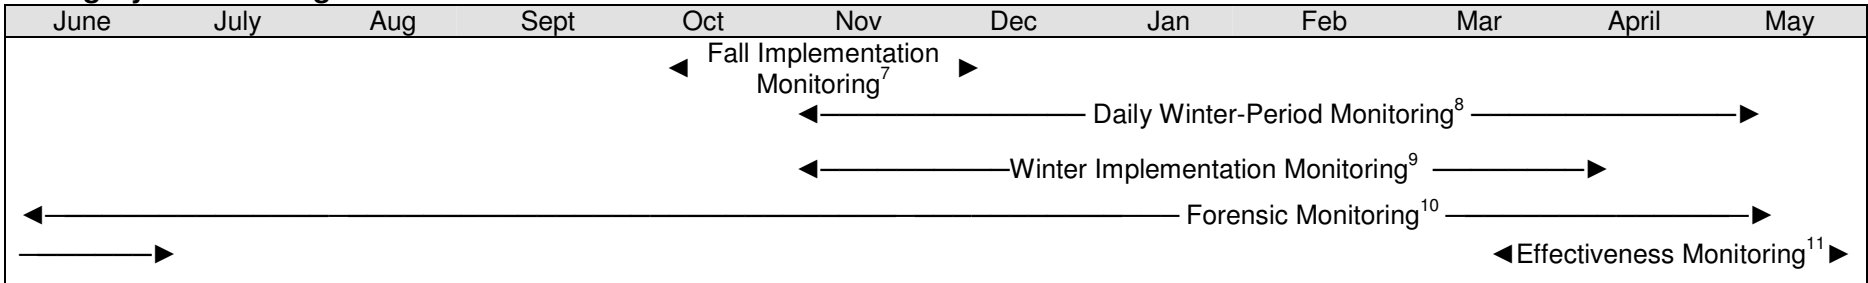 June July Aug Sept Oct Nov Dec Jan Feb Mar April May
Fall Implementation
Monitoring7
Daily Winter-Period Monitoring8
Winter Implementation Monitoring9
Forensic Monitoring10
Effectiveness Monitoring11